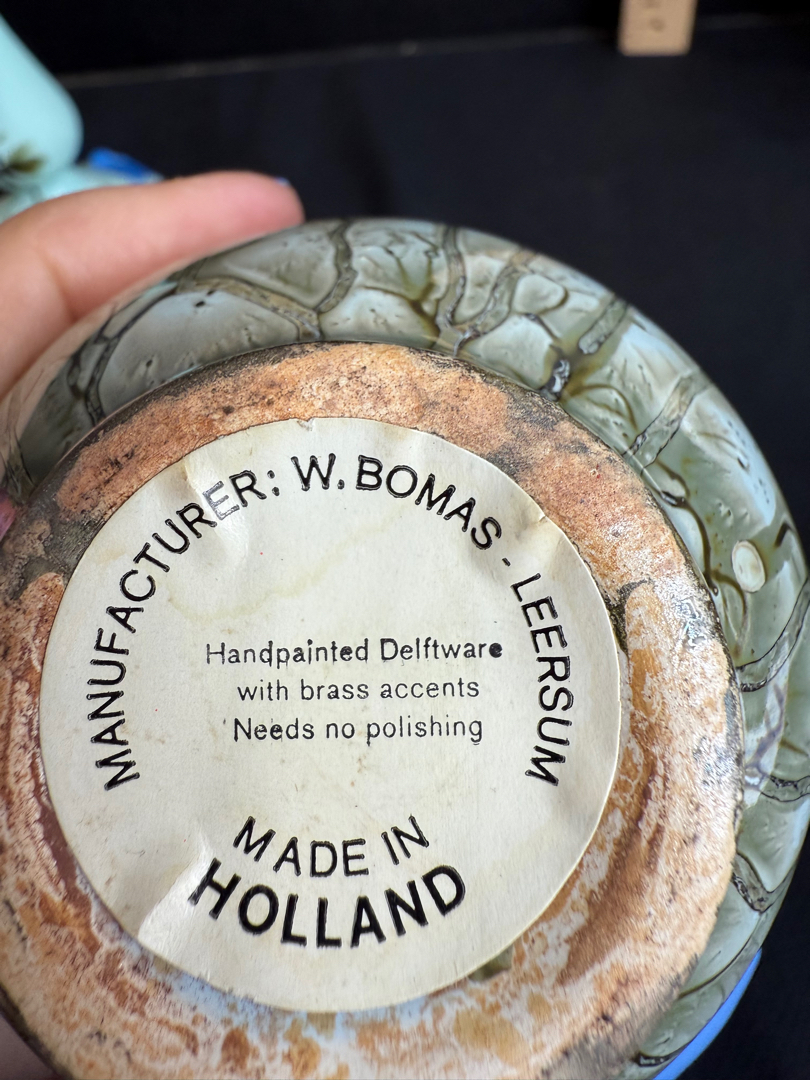 MANUFACTURER: W. BOMAS - LEERSUM
Handpainted Delftware
with brass accents
Needs no polishing
MADE IN
HOLLAND